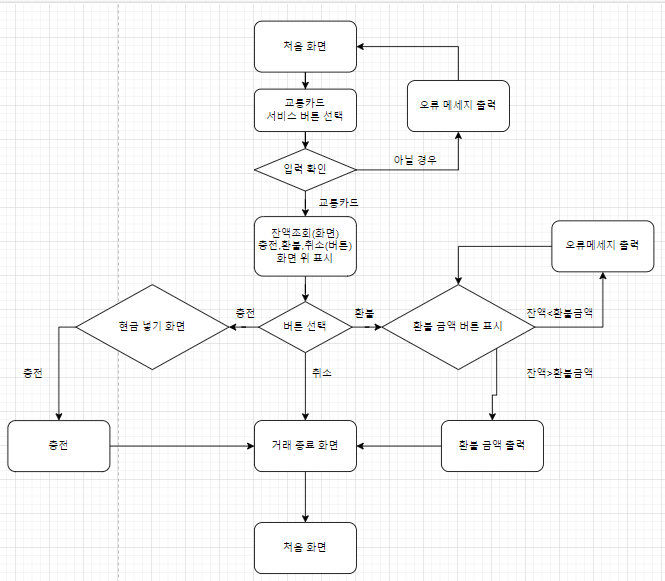 처음 화면
교통카드
서비스 버튼 선택
오류 메세지 출력
입력 확인
아닐 경우
교통카드
잔액조회(화면)
충전,환불,취소(버튼)
화면 위 표시
오류메세지 출력
현금 넣기 화면
충전
버튼 선택
환불
환불 금액 버튼 표시
잔액<환불금액
충전
취소
잔액>환불금액
충전
거래 종료 화면
환불 금액 출력
처음 화면